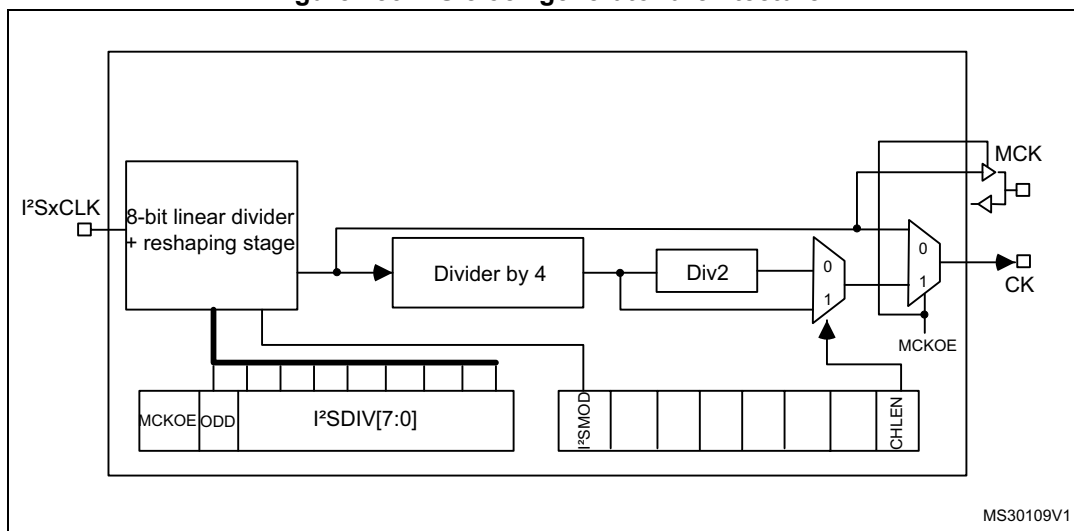 MCK
I²SxCLK
8-bit linear divider
+ reshaping stage
0
0
Divider by 4
Div2
1
1
CK
MCKOE
MCKOE
ODD
I²SDIV[7:0]
I²SMOD
CHLEN
MS30109V1